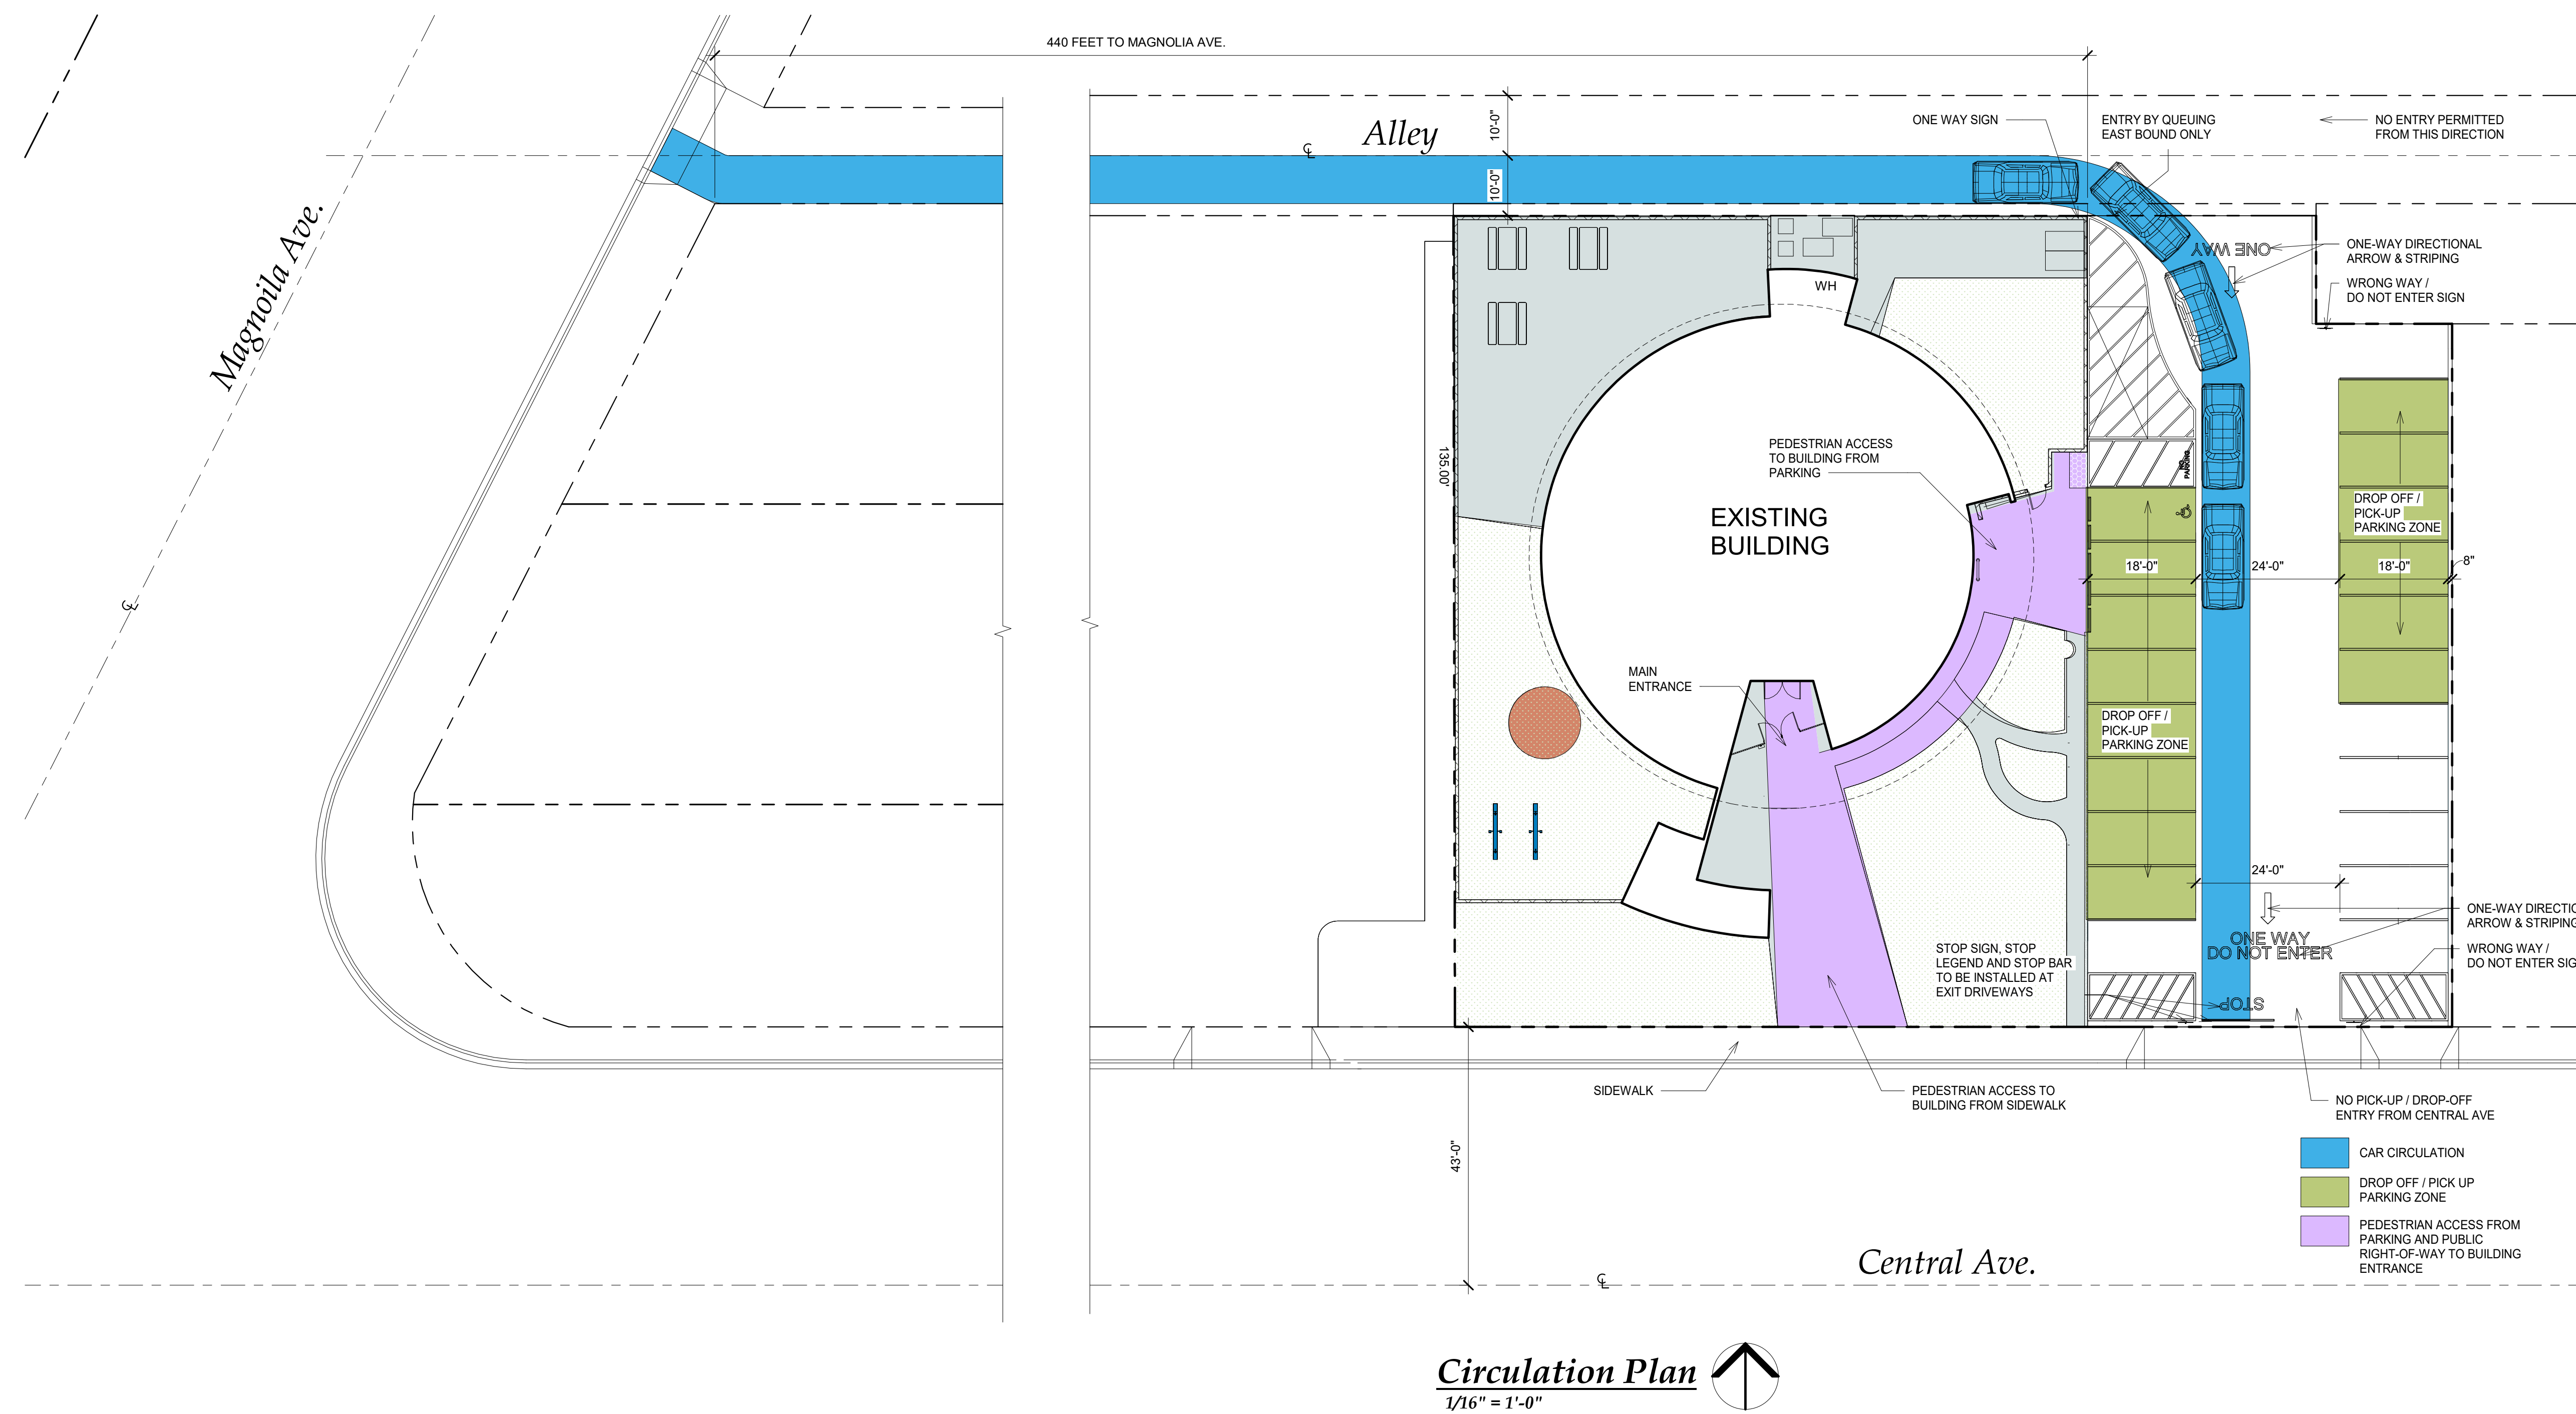 440 FEET TO MAGNOLIA AVE.
Alley
10'-0"
10'-0"
ONE WAY SIGN
ENTRY BY QUEUING
EAST BOUND ONLY
NO ENTRY PERMITTED
FROM THIS DIRECTION
Magnoila Ave.
ONE WAY
ONE-WAY DIRECTIONAL
ARROW & STRIPING
WRONG WAY /
DO NOT ENTER SIGN
WH
135.00'
PEDESTRIAN ACCESS
TO BUILDING FROM
PARKING
NO
PARKING
EXISTING
BUILDING
DROP OFF /
PICK-UP
PARKING ZONE
18'-0"
24'-0"
18'-0"
8"
MAIN
ENTRANCE
DROP OFF /
PICK-UP
PARKING ZONE
24'-0"
ONE-WAY DIRECTIO
ARROW & STRIPING
ONE WAY
DO NOT ENTER
WRONG WAY /
DO NOT ENTER SIG
STOP SIGN, STOP
LEGEND AND STOP BAR
TO BE INSTALLED AT
EXIT DRIVEWAYS
STOP
SIDEWALK
PEDESTRIAN ACCESS TO
BUILDING FROM SIDEWALK
NO PICK-UP / DROP-OFF
ENTRY FROM CENTRAL AVE
43'-0"
CAR CIRCULATION
DROP OFF / PICK UP
PARKING ZONE
PEDESTRIAN ACCESS FROM
PARKING AND PUBLIC
RIGHT-OF-WAY TO BUILDING
ENTRANCE
Central Ave.
Circulation Plan
1/16" = 1'-0"